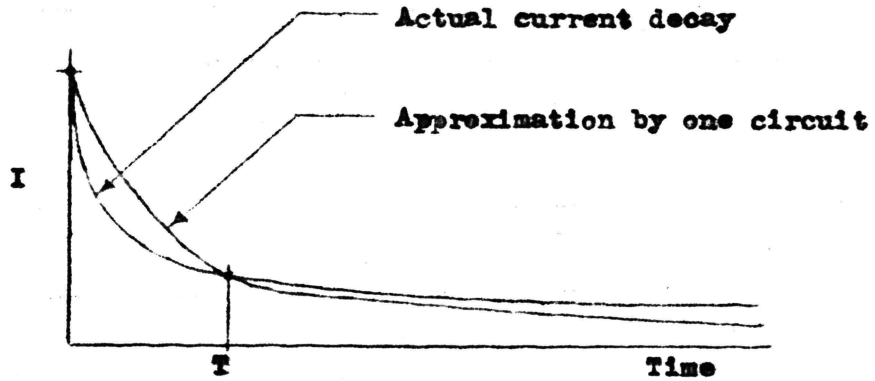 Actual current decay
Approximation by one circuit
I
T
Time